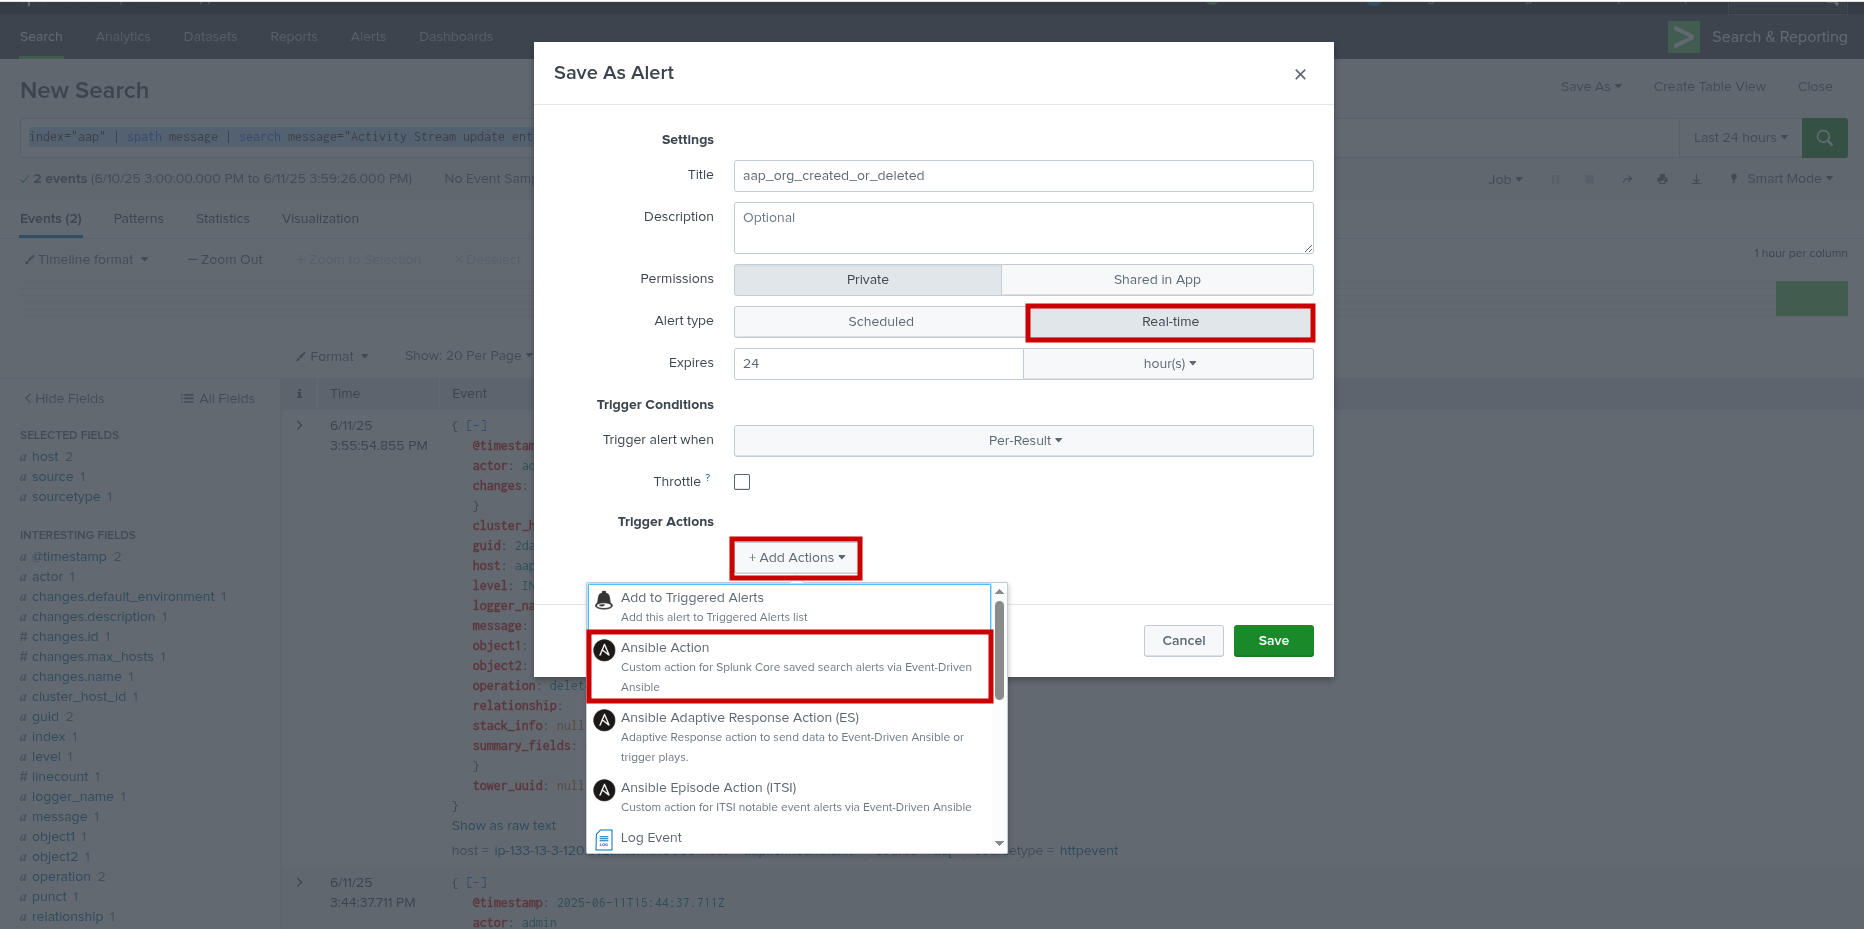 Search Analytics Datasets Reports Alerts Dashboards
Search & Reporting
New Search
Save As Create Table View Close
index="aap" | spath message | search message="Activity Stream update ent
Last 24 hours
2 events (6/10/25 3:00:00.000 PM to 6/11/25 3:59:26.000 PM) No Event
Job Smart Mode
Events (2) Patterns Statistics Visualization
Timeline format — Zoom Out + Zoom to Selection × Deselect
1 hour per column
Format Show: 20 Per Page
Hide Fields All Fields
i Time Event
SELECTED FIELDS
a host 2
a source 1
a sourcetype 1
INTERESTING FIELDS
a @timestamp 2
a actor 1
a changes.default_environment 1
a changes.description 1
# changes.id 1
# changes.max_hosts 1
a changes.name 1
a cluster_host_id 1
a guid 2
a index 1
a level 1
# linecount 1
a logger_name 1
a message 1
a object1 1
a object2 1
a operation 2
a punct 1
a relationship 1
6/11/25
3:55:54.855 PM
{ [-]
@timestam
actor: ad
changes:
}
cluster_h
guid: 2da
host: aap
level: IN
logger_na
message:
object1:
object2:
operation: delet
relationship:
stack_info: null
summary_fields:
}
tower_uuid: null
}
Show as raw text
host = ip-133-13-3-120
etype = httpevent
6/11/25
3:44:37.711 PM
{ [-]
@timestamp: 2025-06-11T15:44:37.711Z
actor: admin
Save As Alert
Settings
Title aap_org_created_or_deleted
Description Optional
Permissions Private Shared in App
Alert type Scheduled Real-time
Expires 24 hour(s)
Trigger Conditions
Trigger alert when Per-Result
Throttle ?
Trigger Actions
+ Add Actions
Add to Triggered Alerts
Add this alert to Triggered Alerts list
Ansible Action
Custom action for Splunk Core saved search alerts via Event-Driven
Ansible
Ansible Adaptive Response Action (ES)
Adaptive Response action to send data to Event-Driven Ansible or
trigger plays.
Ansible Episode Action (ITSI)
Custom action for ITSI notable event alerts via Event-Driven Ansible
Log Event
Cancel Save